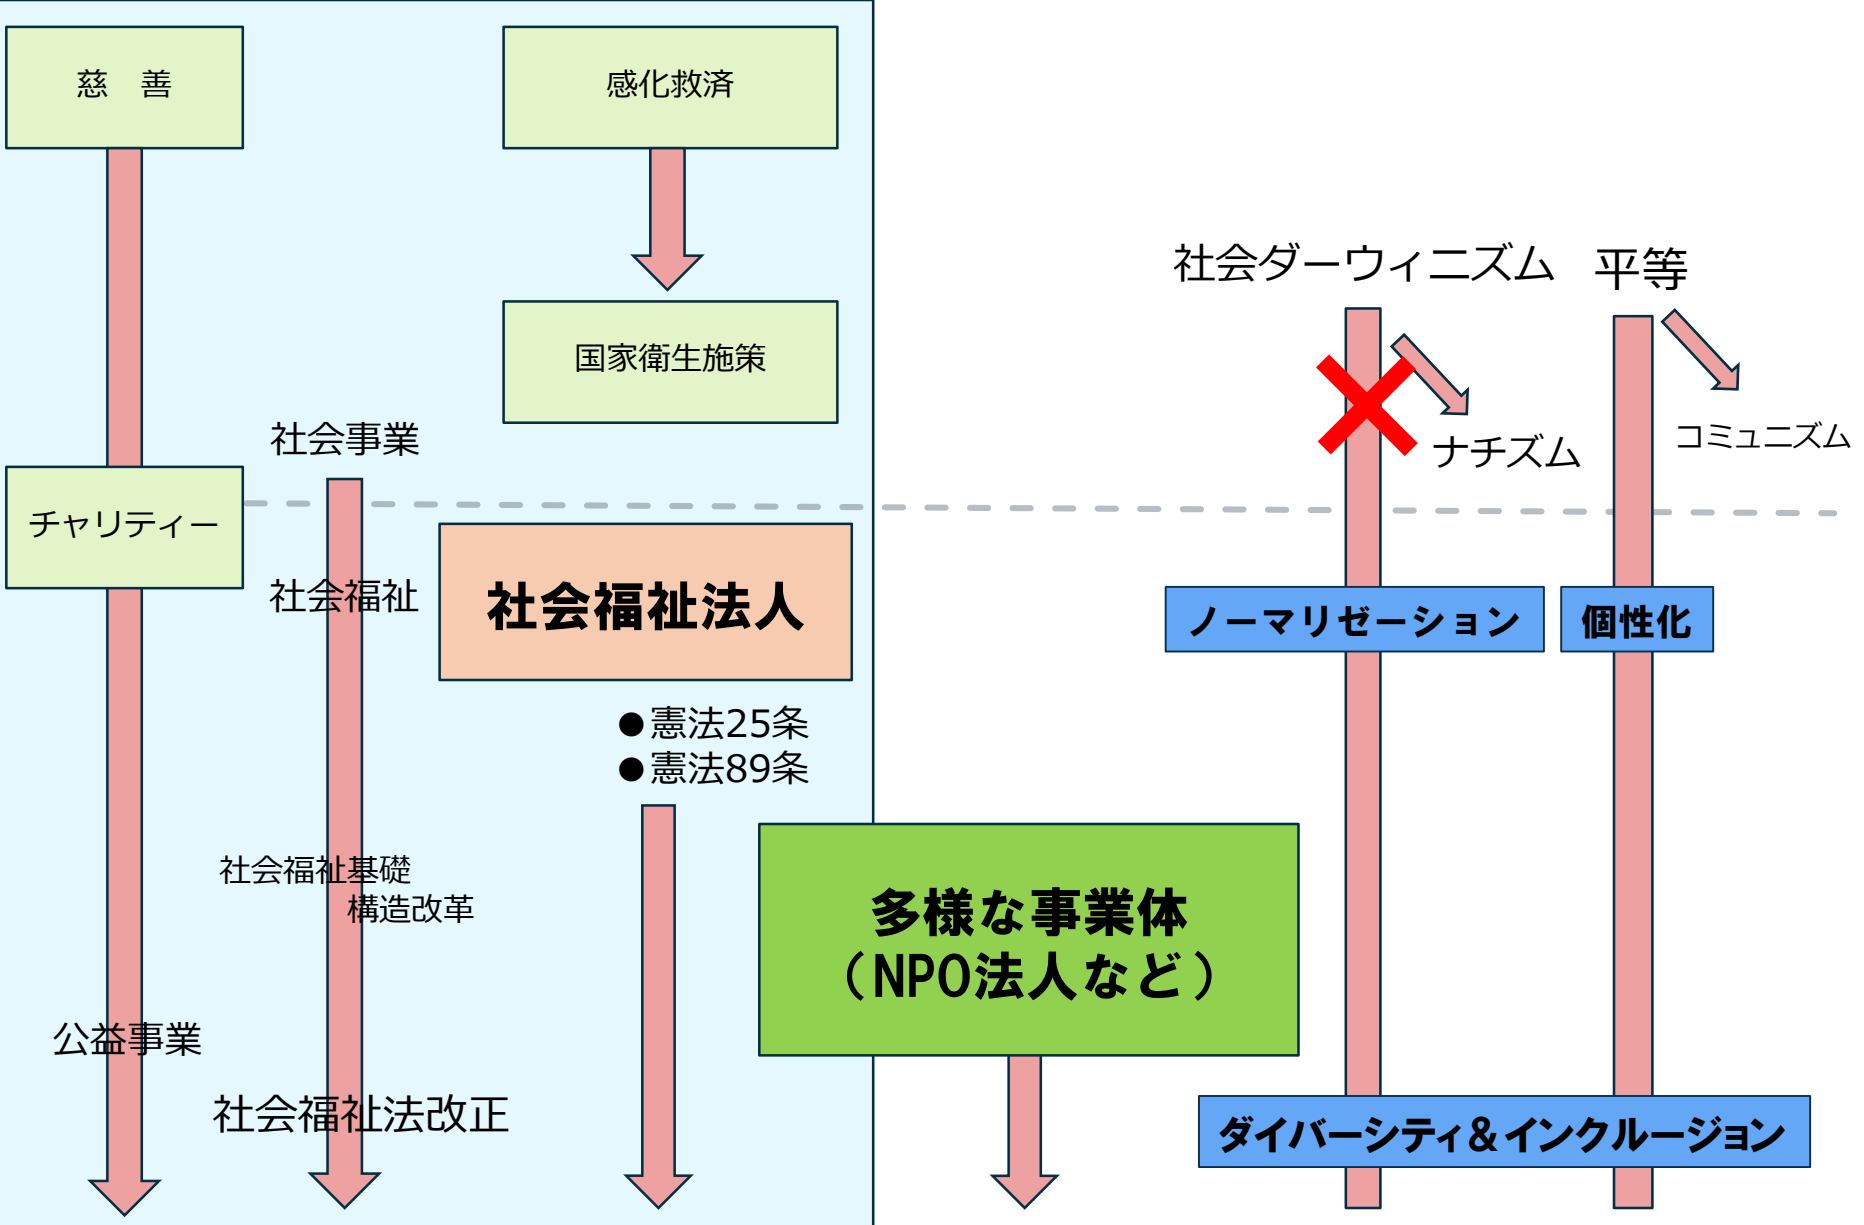 慈　善
感化救済
国家衛生施策
社会ダーウィニズム
平等
ナチズム
コミュニズム
社会事業
チャリティー
社会福祉
社会福祉法人
ノーマリゼーション
個性化
●憲法25条
●憲法89条
社会福祉基礎
構造改革
多様な事業体
（NPO法人など）
公益事業
社会福祉法改正
ダイバーシティ&インクルージョン